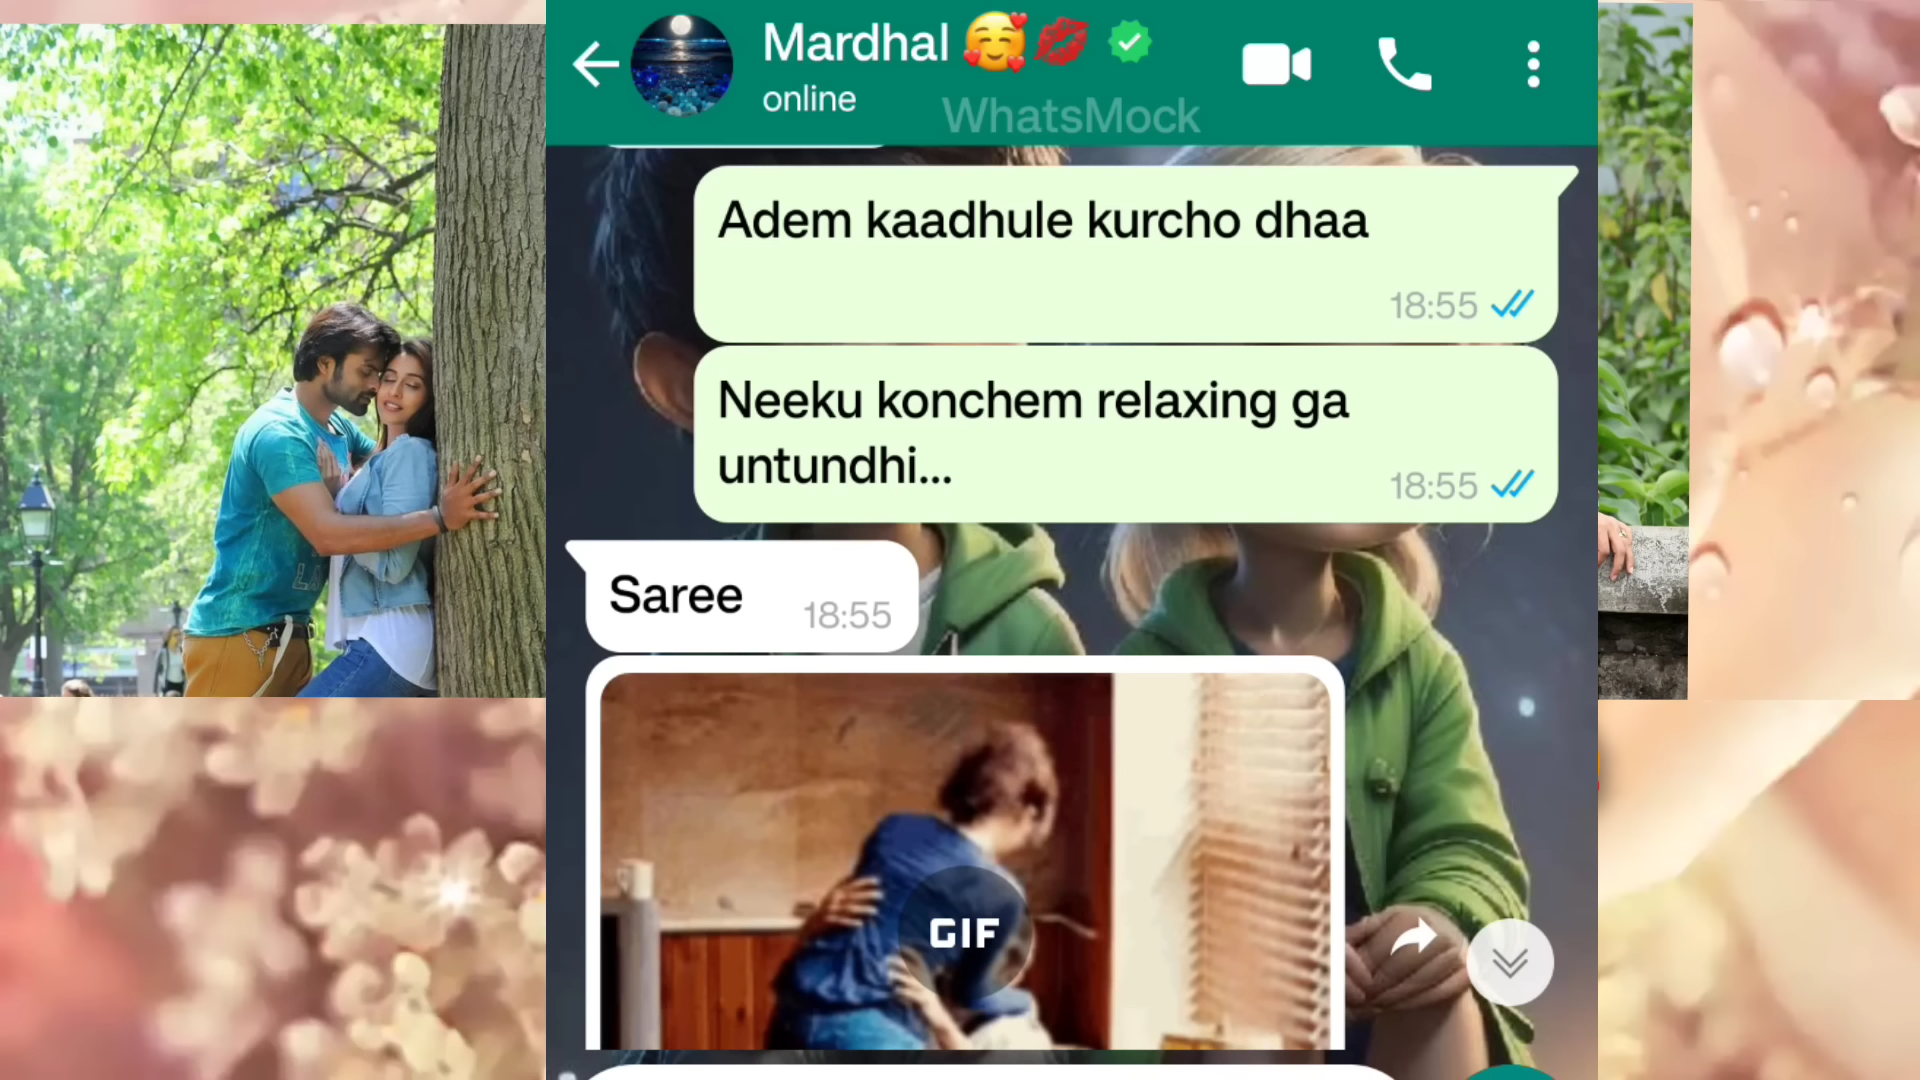 Mardhal 🥰💋
online
WhatsMock
Adem kaadhule kurcho dhaa
18:55
Neeku konchem relaxing ga
untundhi...
18:55
Saree
18:55
GIF